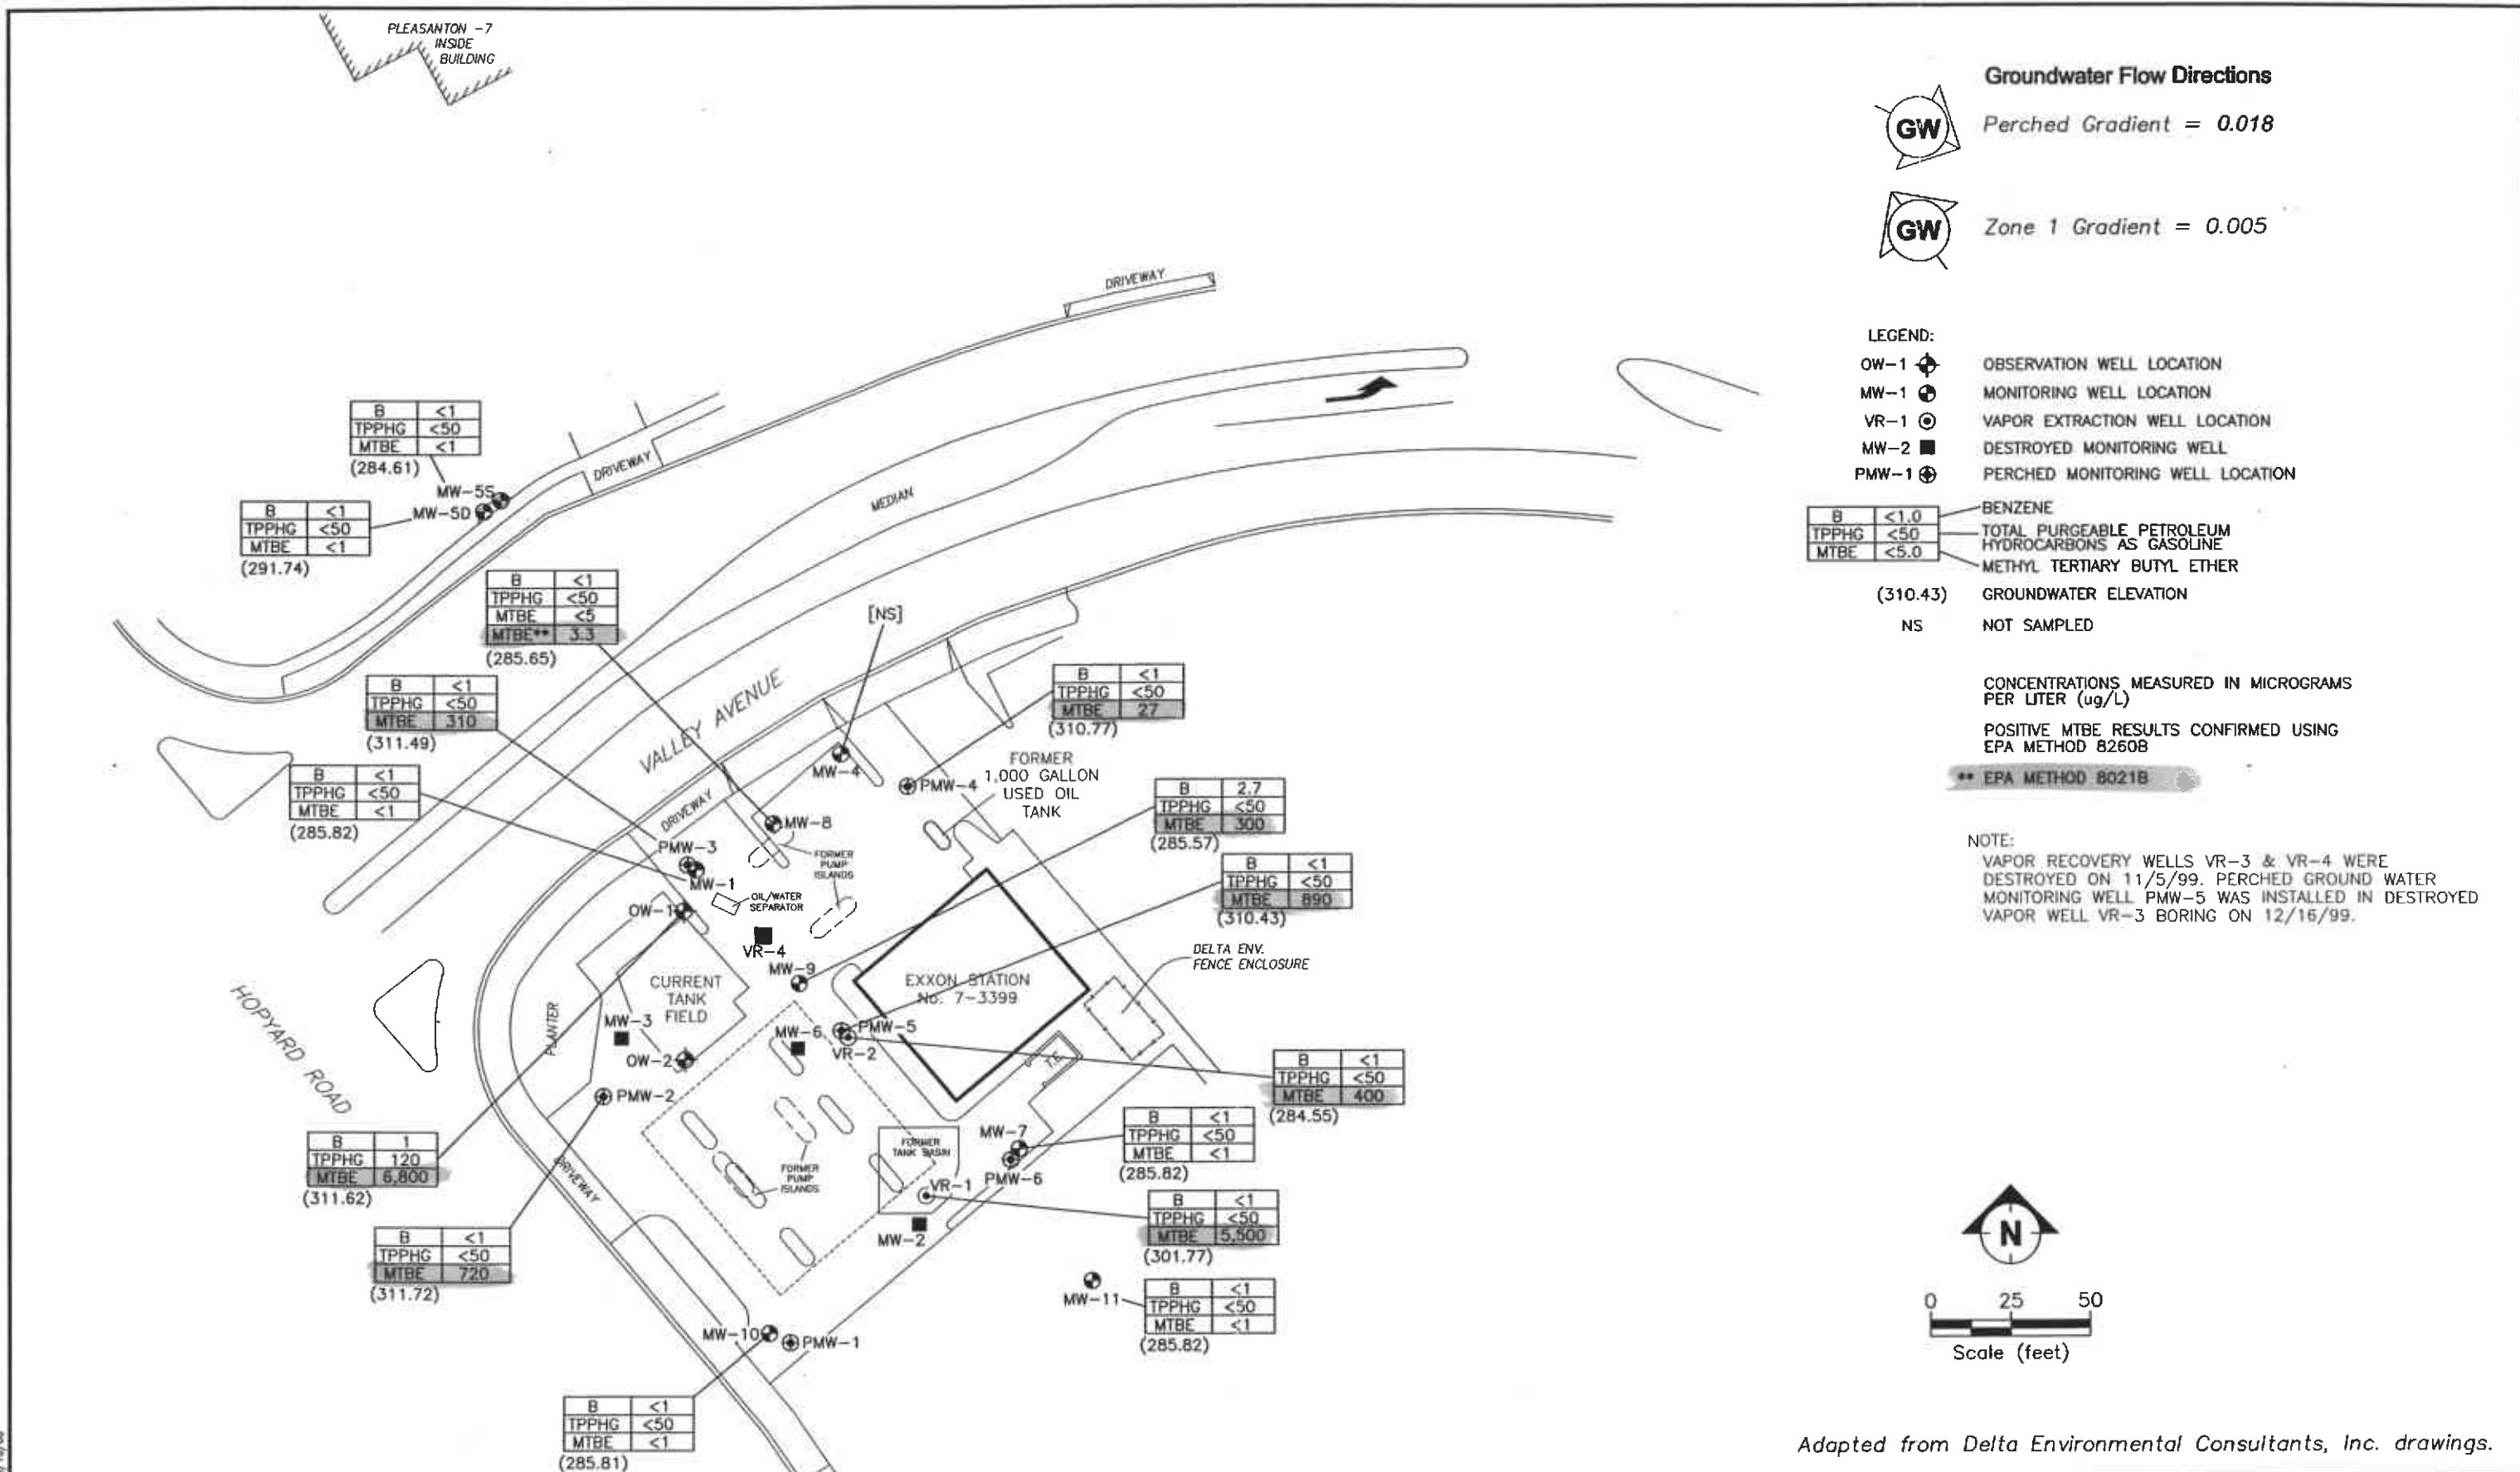 PLEASANTON -7
INSIDE
BUILDING
Groundwater Flow Directions
GW
Perched Gradient = 0.018
GW
Zone 1 Gradient = 0.005
LEGEND:
OW-1 OBSERVATION WELL LOCATION
MW-1 MONITORING WELL LOCATION
VR-1 VAPOR EXTRACTION WELL LOCATION
MW-2 DESTROYED MONITORING WELL
PMW-1 PERCHED MONITORING WELL LOCATION
B <1.0 BENZENE
TPPHG <50 TOTAL PURGEABLE PETROLEUM
HYDROCARBONS AS GASOLINE
MTBE <5.0 METHYL TERTIARY BUTYL ETHER
(310.43) GROUNDWATER ELEVATION
NS NOT SAMPLED
CONCENTRATIONS MEASURED IN MICROGRAMS
PER LITER (ug/L)
POSITIVE MTBE RESULTS CONFIRMED USING
EPA METHOD 8260B
** EPA METHOD 8021B
NOTE:
VAPOR RECOVERY WELLS VR-3 & VR-4 WERE
DESTROYED ON 11/5/99. PERCHED GROUND WATER
MONITORING WELL PMW-5 WAS INSTALLED IN DESTROYED
VAPOR WELL VR-3 BORING ON 12/16/99.
DRIVEWAY
B <1
TPPHG <50
MTBE <1
(284.61)
MW-5S
DRIVEWAY
MEDIAN
B <1
TPPHG <50
MTBE <1
(291.74)
MW-5D
B <1
TPPHG <50
MTBE <5
MTBE** 3.3
(285.65)
[NS]
VALLEY AVENUE
B <1
TPPHG <50
MTBE 310
(311.49)
B <1
TPPHG <50
MTBE 27
(310.77)
B <1
TPPHG <50
MTBE <1
(285.82)
MW-4
PMW-4
FORMER
1,000 GALLON
USED OIL
TANK
DRIVEWAY
MW-8
B 2.7
TPPHG <50
MTBE 300
(285.57)
PMW-3
MW-1
FORMER
PUMP
ISLANDS
B <1
TPPHG <50
MTBE 890
(310.43)
OIL/WATER
SEPARATOR
OW-1
VR-4
MW-9
DELTA ENV.
FENCE ENCLOSURE
EXXON STATION
No. 7-3399
CURRENT
TANK
FIELD
HOPYARD ROAD
PLANTER
MW-3
OW-2
MW-6
PMW-5
VR-2
T.E.
PMW-2
B <1
TPPHG <50
MTBE 400
(284.55)
B <1
TPPHG <50
MTBE <1
(285.82)
MW-7
PMW-6
FORMER
TANK BASIN
VR-1
MW-2
FORMER
PUMP
ISLANDS
DRIVEWAY
B 1
TPPHG 120
MTBE 6,800
(311.62)
B <1
TPPHG <50
MTBE 5,500
(301.77)
B <1
TPPHG <50
MTBE 720
(311.72)
MW-11
B <1
TPPHG <50
MTBE <1
(285.82)
MW-10
PMW-1
B <1
TPPHG <50
MTBE <1
(285.81)
N
0 25 50
Scale (feet)
Adapted from Delta Environmental Consultants, Inc. drawings.